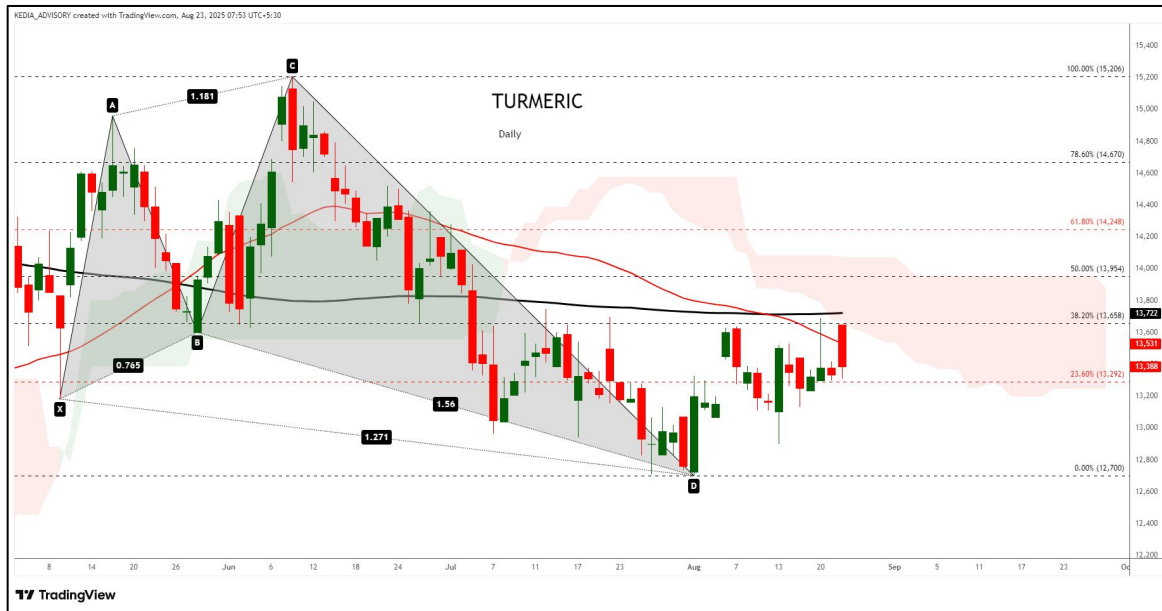 KEDIA_ADVISORY created with TradingView.com, Aug 23, 2025 07:53 UTC+5:30
TURMERIC
Daily
A
1.181
C
X
0.765
B
1.56
1.271
D
100.00% (15,206)
78.60% (14,670)
61.80% (14,248)
50.00% (13,954)
38.20% (13,658)
23.60% (13,292)
0.00% (12,700)
15,400
15,200
15,000
14,800
14,600
14,400
14,200
14,000
13,722
13,600
13,531
13,388
13,200
13,000
12,800
12,600
12,400
12,200
8 14 20 26 Jun 6 12 18 24 Jul 7 11 17 23 Aug 7 13 20 Sep 5 11 17 23
TradingView